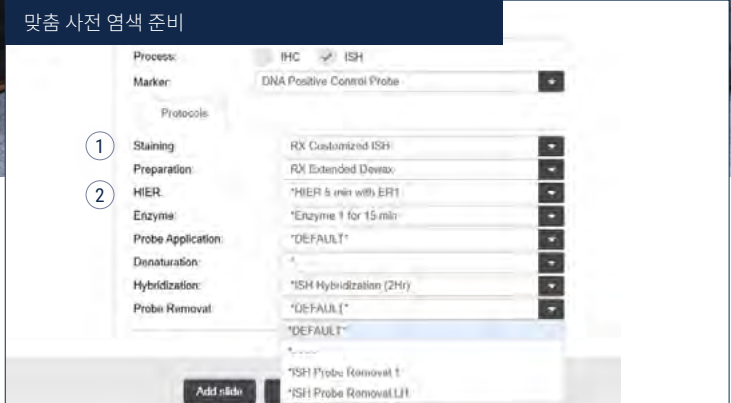 맞춤 사전 염색 준비
Process: IHC ISH
Marker: DNA Positive Control Probe
Protocols
1 Staining: RX Customized ISH
Preparation: RX Extended Dewax
2 HIER: *HIER 5 min with ER1
Enzyme: *Enzyme 1 for 15 min
Probe Application: *DEFAULT*
Denaturation: *
Hybridization: *ISH Hybridization (2Hr)
Probe Removal: *DEFAULT*
*DEFAULT*
*----
*ISH Probe Removal 1
*ISH Probe Removal
Add slide